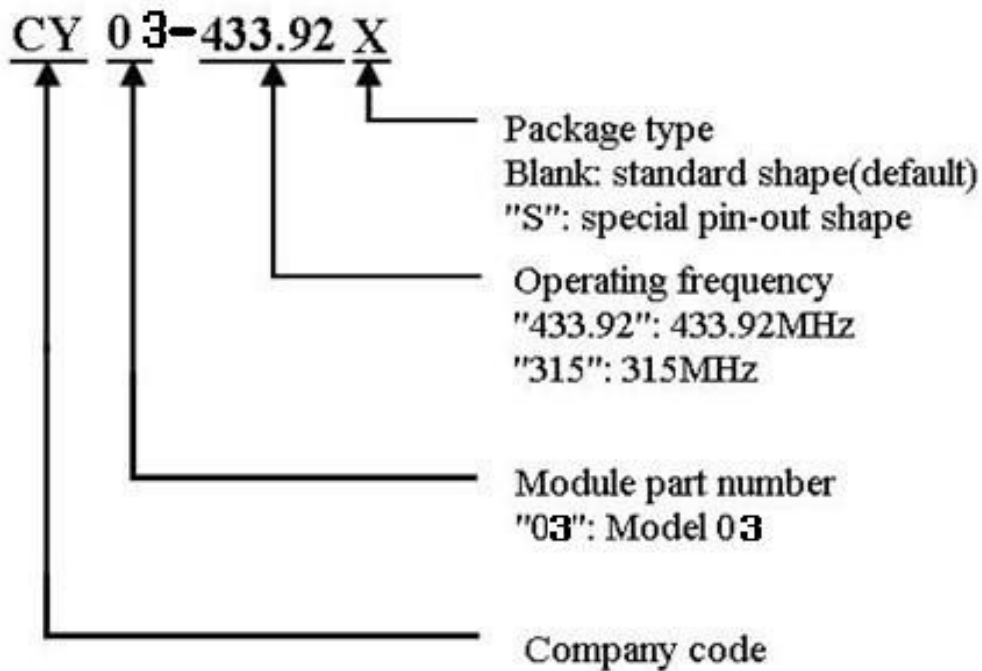 CY 03-433.92 X
Package type
Blank: standard shape(default)
"S": special pin-out shape
Operating frequency
"433.92": 433.92MHz
"315": 315MHz
Module part number
"03": Model 03
Company code